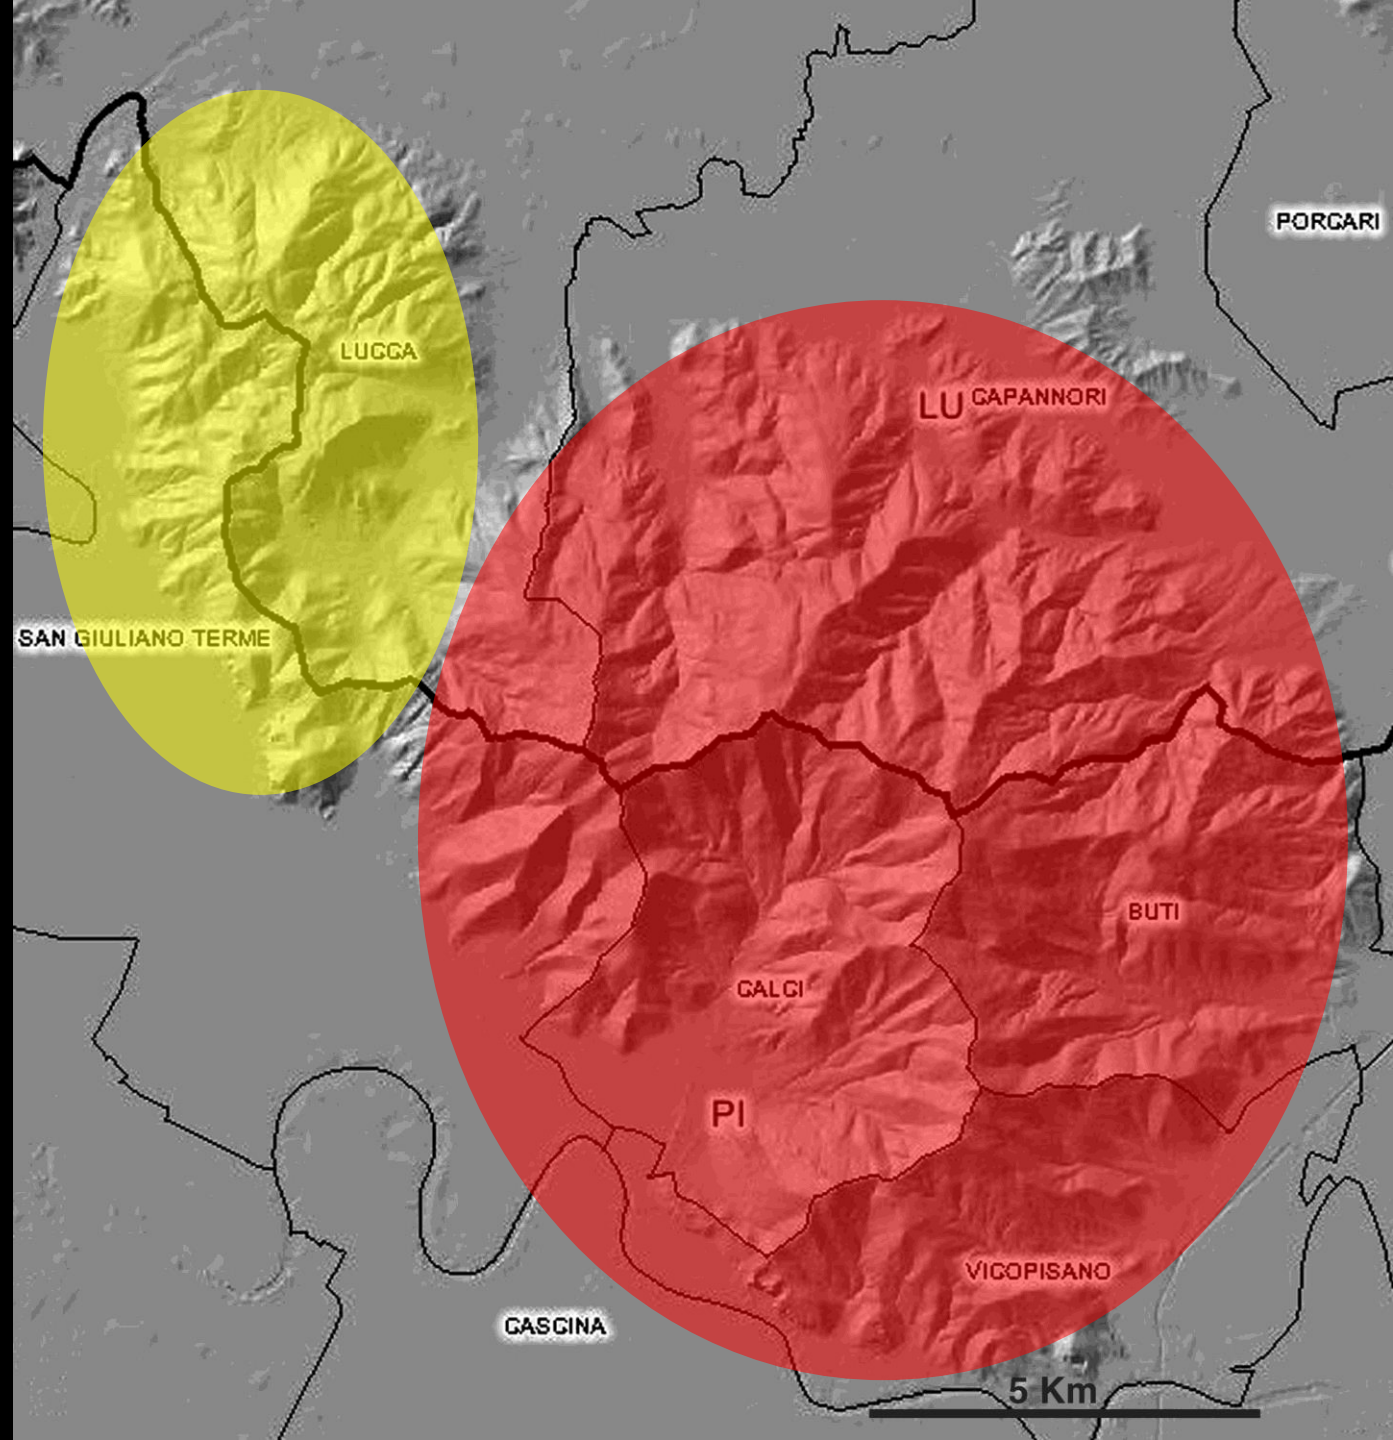 PORCARI
LUCCA
LU CAPANNORI
SAN GIULIANO TERME
BUTI
CALCI
PI
VICOPISANO
CASCINA
5 Km